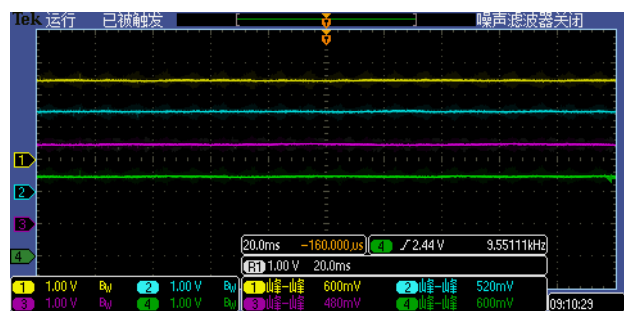 Tek 运行 已被触发 噪声滤波器关闭
1
2
3
4
20.0ms -160.000µs 4 2.44 V 9.55111kHz
R1 1.00 V 20.0ms
1 1.00 V BW 2 1.00 V BW 1 峰-峰 600mV 2 峰-峰 520mV
3 1.00 V BW 4 1.00 V BW 3 峰-峰 480mV 4 峰-峰 600mV 09:10:29